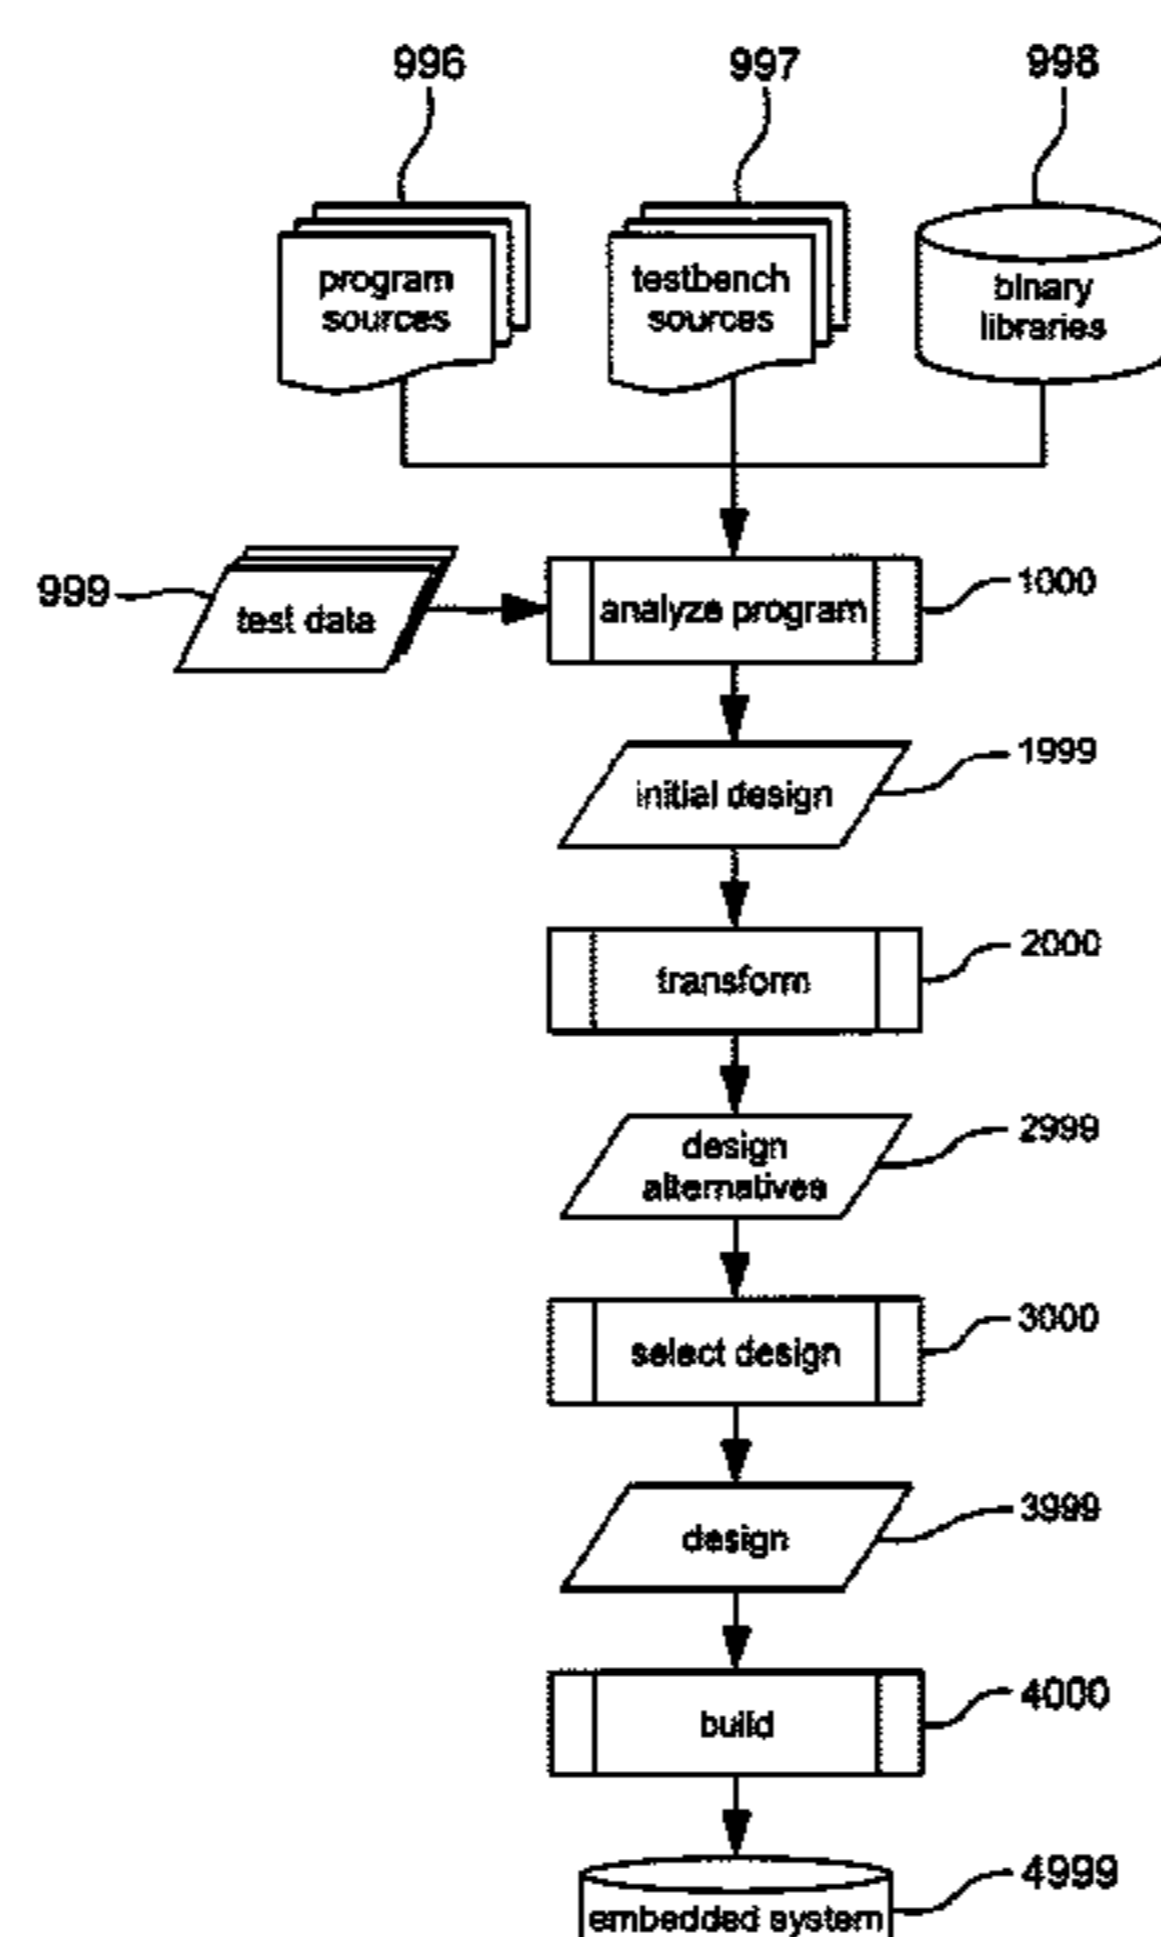 996
997
998
program
sources
testbench
sources
binary
libraries
999
test data
analyze program
1000
initial design
1999
transform
2000
design
alternatives
2999
select design
3000
design
3999
build
4000
embedded system
4999